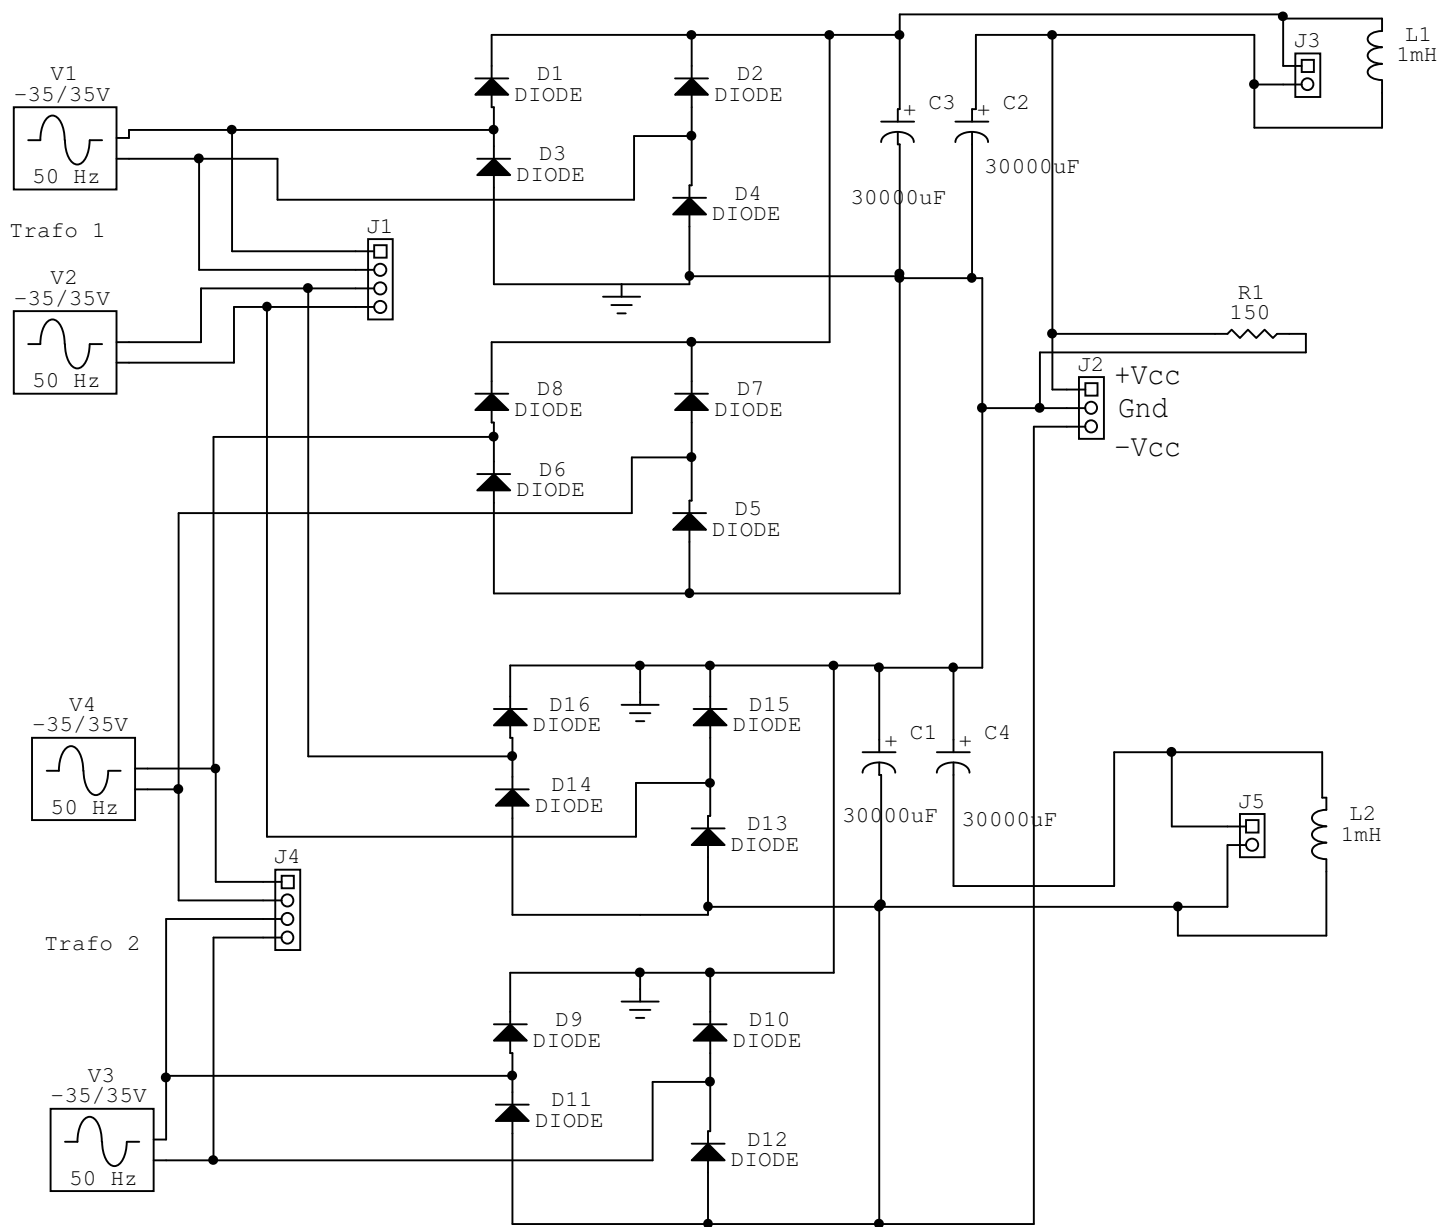 V1
-35/35V
50 Hz
Trafo 1
V2
-35/35V
50 Hz
J1
D1
DIODE
D2
DIODE
D3
DIODE
D4
DIODE
+ C3
30000uF
+ C2
30000uF
J3
L1
1mH
R1
150
J2
+Vcc
Gnd
-Vcc
D8
DIODE
D7
DIODE
D6
DIODE
D5
DIODE
V4
-35/35V
50 Hz
J4
Trafo 2
V3
-35/35V
50 Hz
D16
DIODE
D15
DIODE
D14
DIODE
D13
DIODE
+ C1
30000uF
+ C4
30000uF
J5
L2
1mH
D9
DIODE
D10
DIODE
D11
DIODE
D12
DIODE